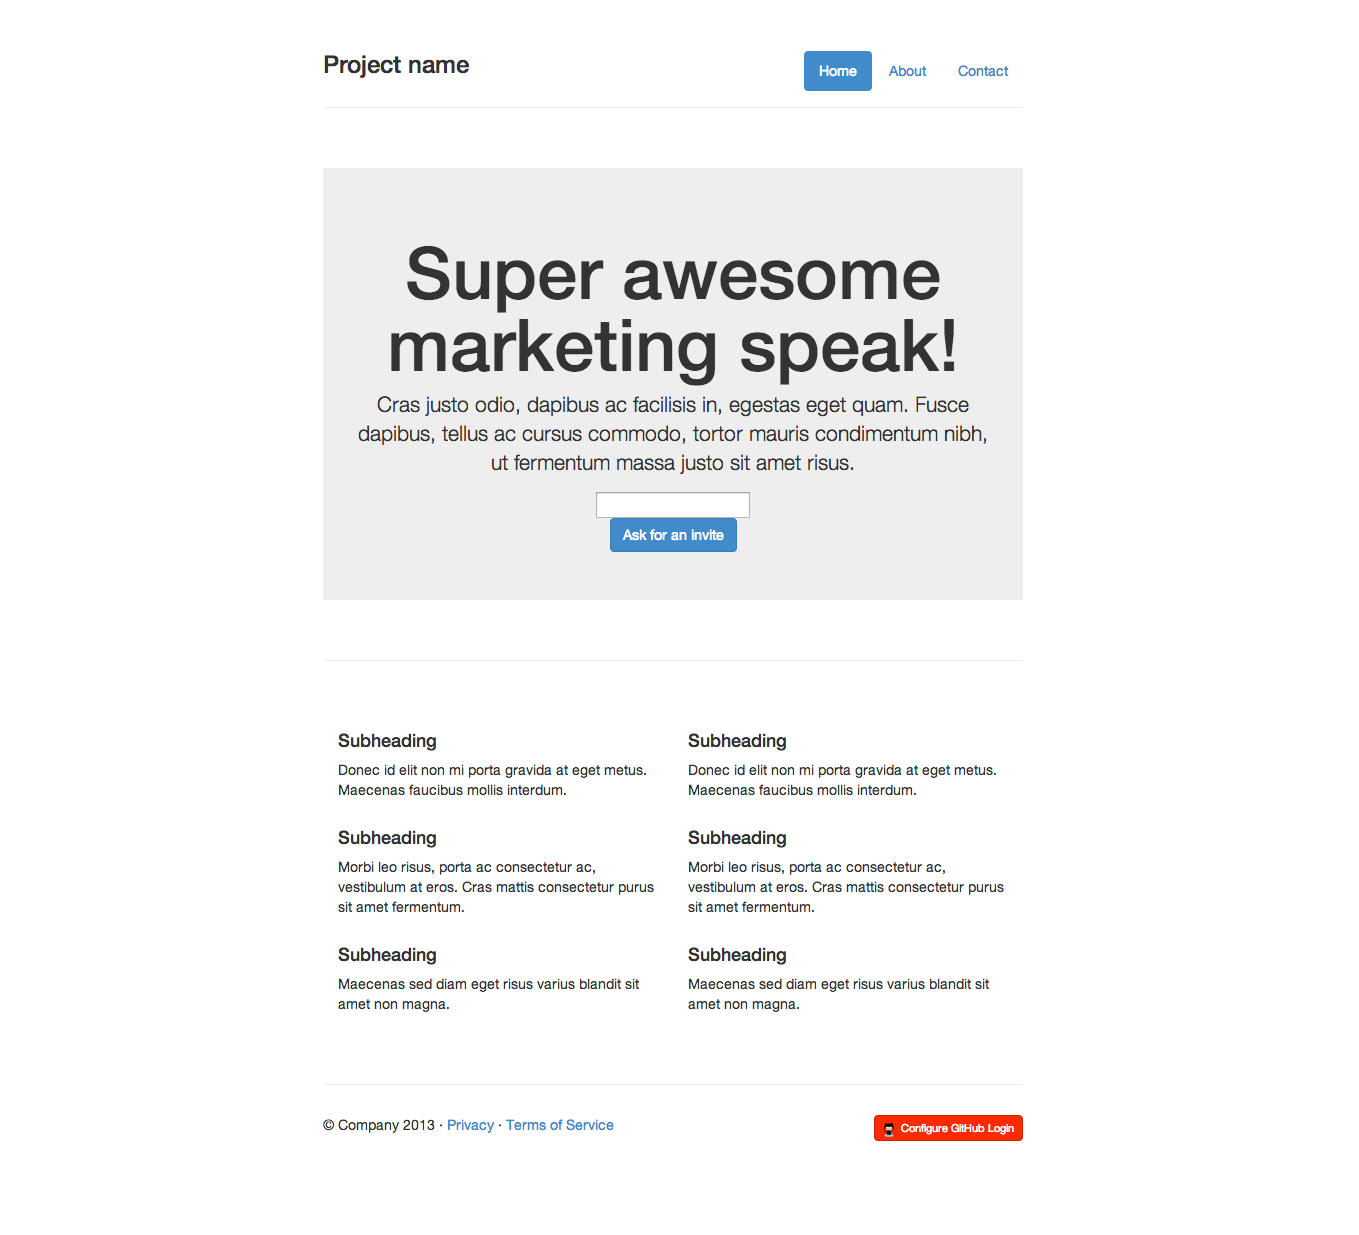 Project name
Home About Contact
Super awesome
marketing speak!
Cras justo odio, dapibus ac facilisis in, egestas eget quam. Fusce
dapibus, tellus ac cursus commodo, tortor mauris condimentum nibh,
ut fermentum massa justo sit amet risus.
Ask for an invite
Subheading
Donec id elit non mi porta gravida at eget metus.
Maecenas faucibus mollis interdum.
Subheading
Morbi leo risus, porta ac consectetur ac,
vestibulum at eros. Cras mattis consectetur purus
sit amet fermentum.
Subheading
Maecenas sed diam eget risus varius blandit sit
amet non magna.
Subheading
Donec id elit non mi porta gravida at eget metus.
Maecenas faucibus mollis interdum.
Subheading
Morbi leo risus, porta ac consectetur ac,
vestibulum at eros. Cras mattis consectetur purus
sit amet fermentum.
Subheading
Maecenas sed diam eget risus varius blandit sit
amet non magna.
© Company 2013 · Privacy · Terms of Service
Configure GitHub Login